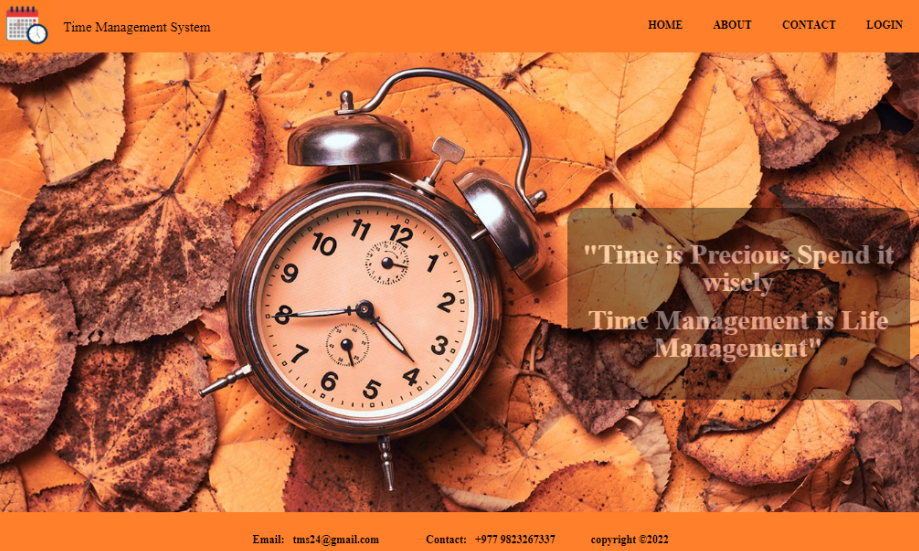 Time Management System
HOME ABOUT CONTACT LOGIN
12
11
1
10
2
9
3
8
4
7
5
6
"Time is Precious Spend it
wisely
Time Management is Life
Management"
Email: tms24@gmail.com Contact: +977 9823267337 copyright ©2022